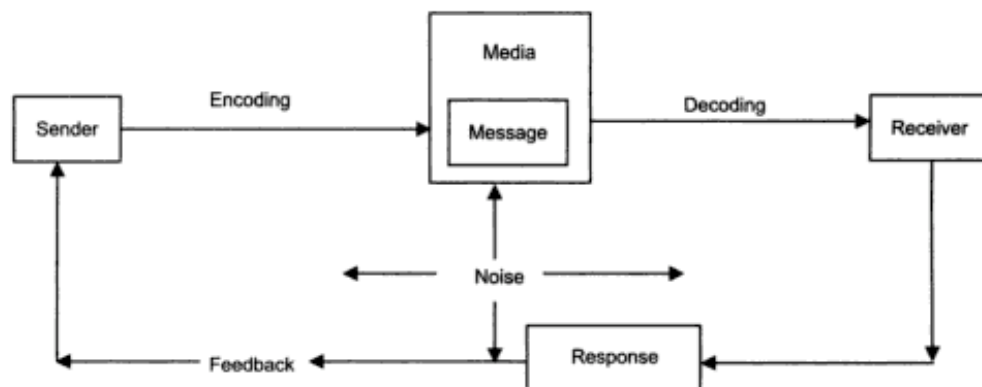 Media
Encoding
Decoding
Sender
Message
Receiver
Noise
Feedback
Response